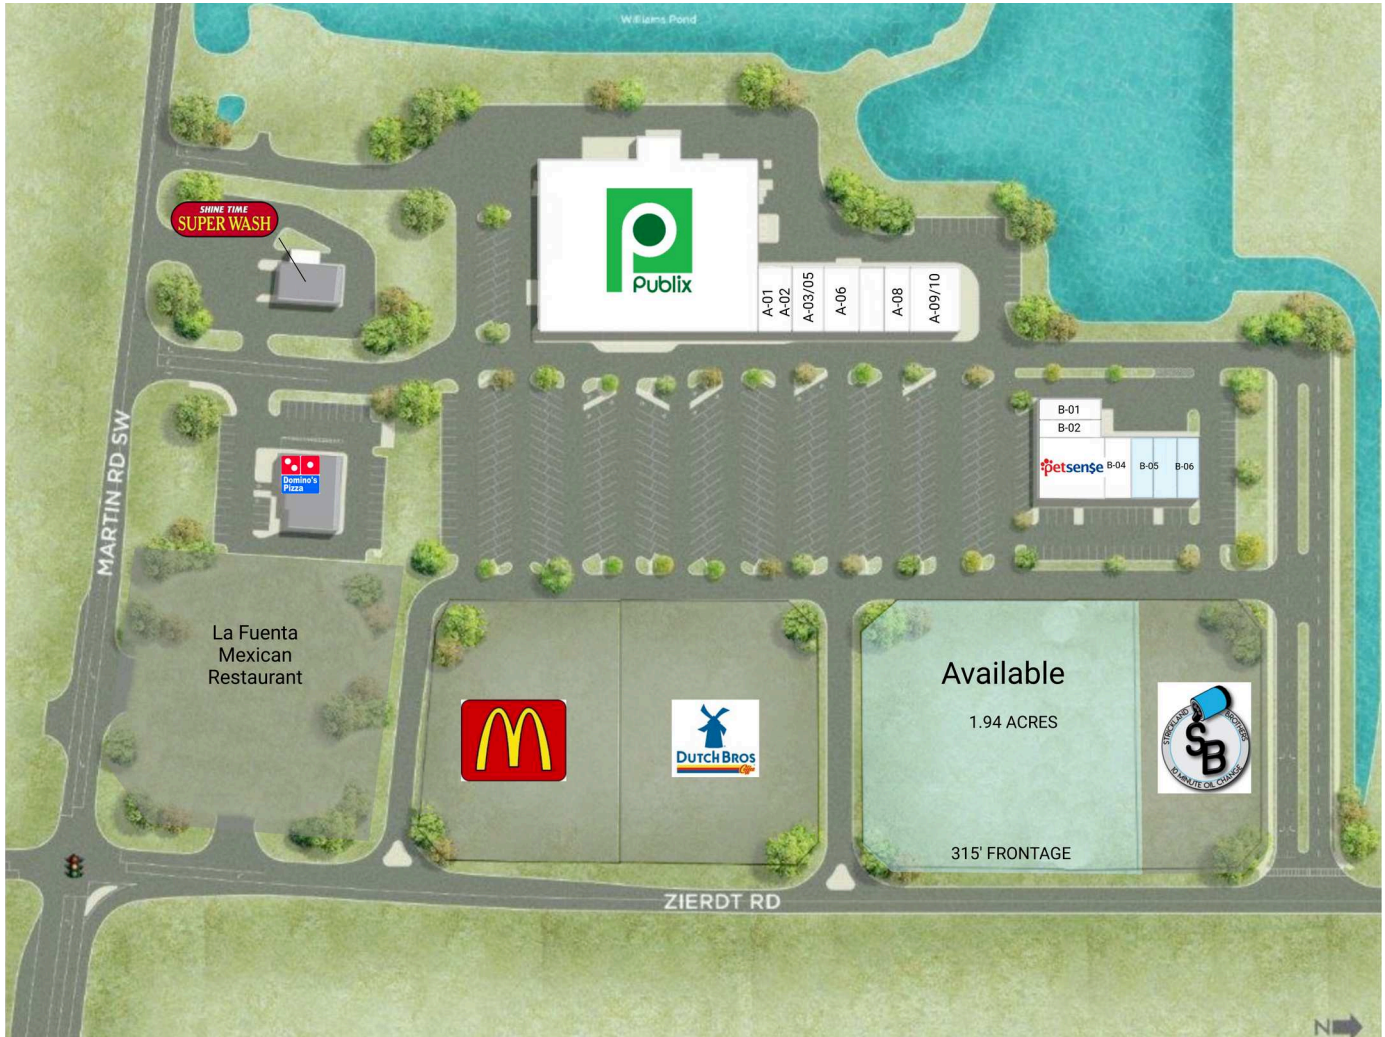 Williams Pond
SHINE TIME
SUPER WASH
Publix
A-01
A-02
A-03/05
A-06
A-08
A-09/10
MARTIN RD SW
Domino's
Pizza
B-01
B-02
petsense
B-04
B-05
B-06
La Fuenta
Mexican
Restaurant
M
DUTCH BROS
Coffee
Available
1.94 ACRES
315' FRONTAGE
STRICKLAND BROTHERS
SB
10 MINUTE OIL CHANGE
ZIERDT RD
N